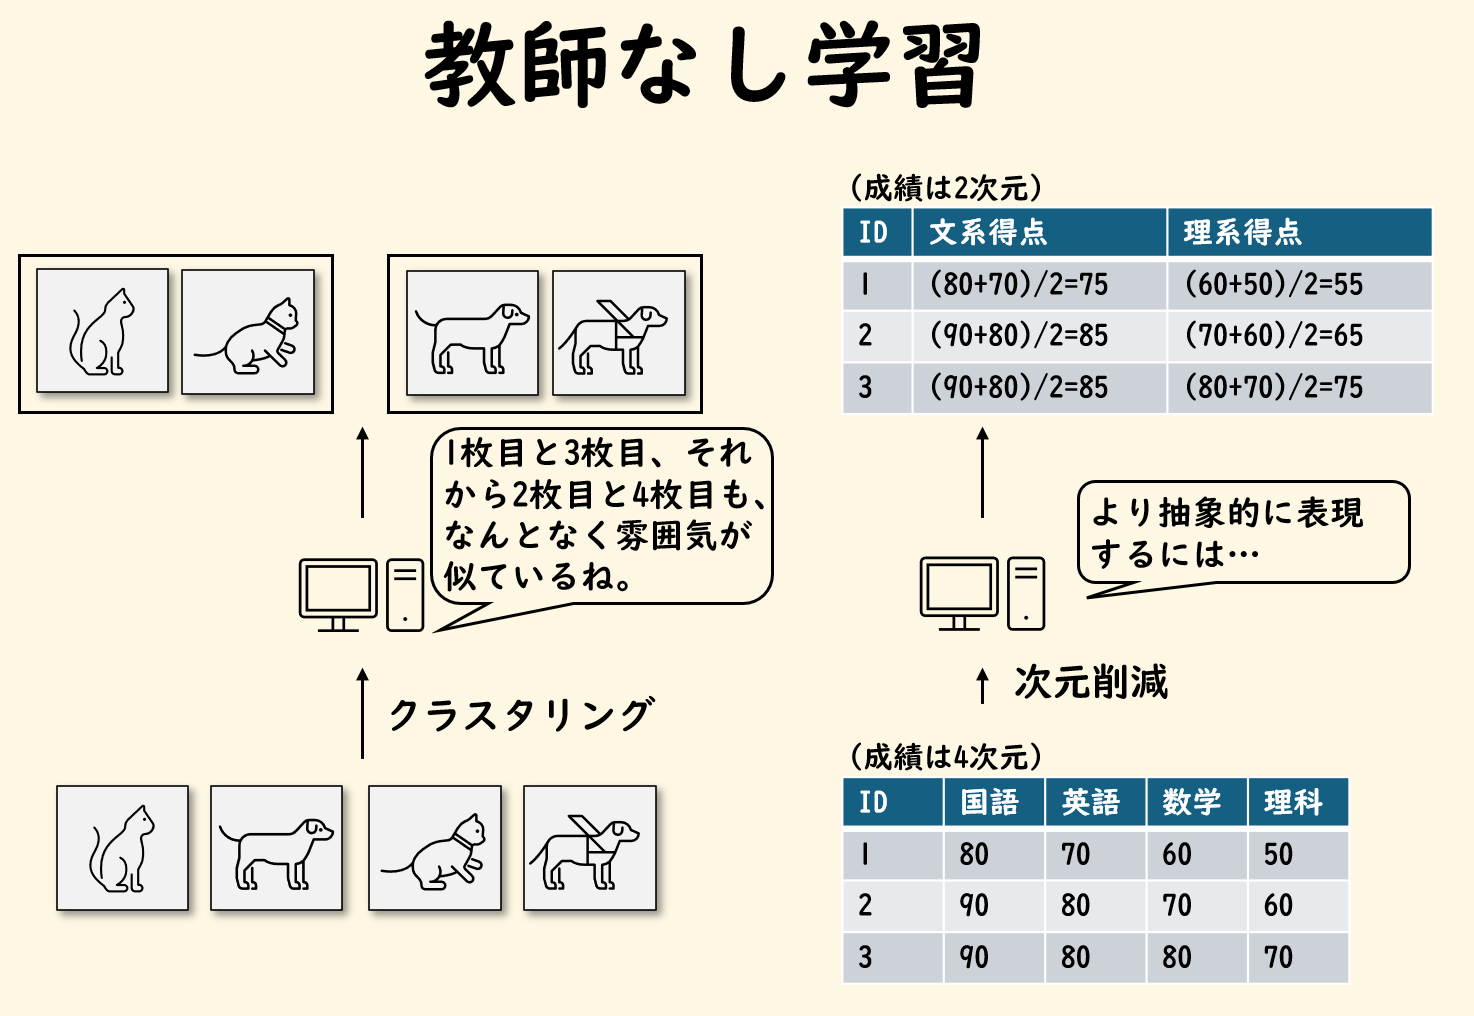 教師なし学習
1枚目と3枚目、それ
から2枚目と4枚目も、
なんとなく雰囲気が
似ているね。
クラスタリング
(成績は2次元)
ID 文系得点 理系得点
1 (80+70)/2=75 (60+50)/2=55
2 (90+80)/2=85 (70+60)/2=65
3 (90+80)/2=85 (80+70)/2=75
より抽象的に表現
するには…
次元削減
(成績は4次元)
ID 国語 英語 数学 理科
1 80 70 60 50
2 90 80 70 60
3 90 80 80 70